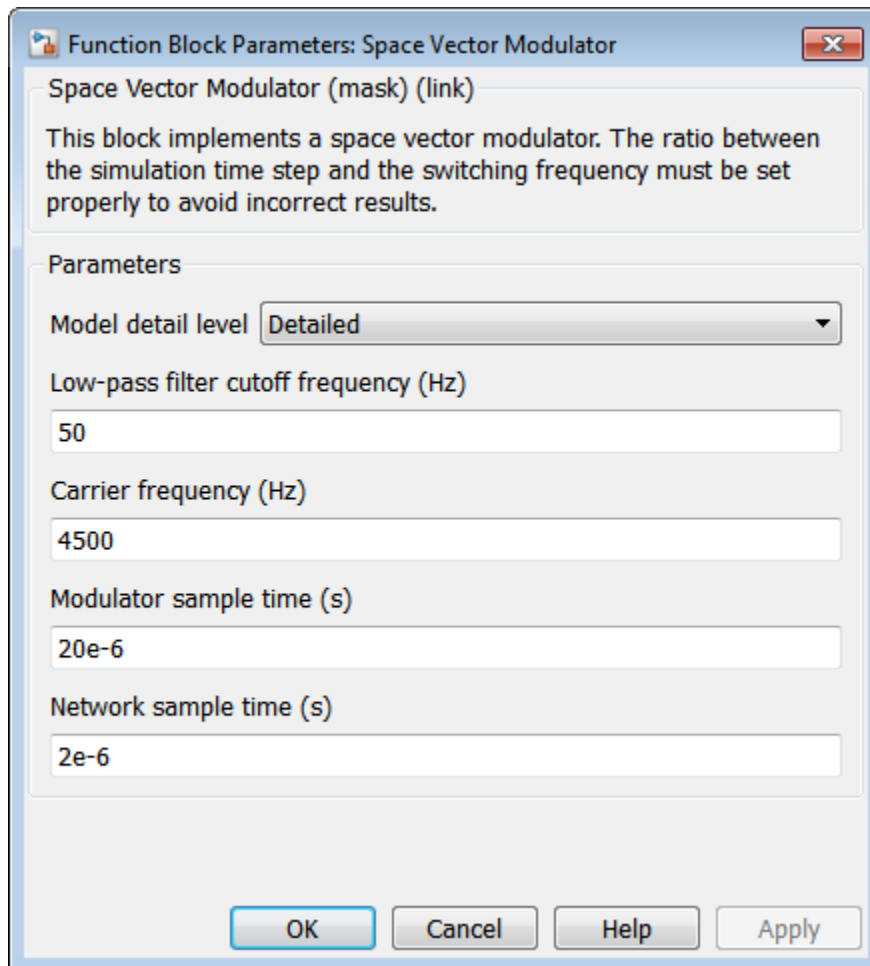 Function Block Parameters: Space Vector Modulator
Space Vector Modulator (mask) (link)
This block implements a space vector modulator. The ratio between
the simulation time step and the switching frequency must be set
properly to avoid incorrect results.
Parameters
Model detail level Detailed
Low-pass filter cutoff frequency (Hz)
50
Carrier frequency (Hz)
4500
Modulator sample time (s)
20e-6
Network sample time (s)
2e-6
OK Cancel Help Apply